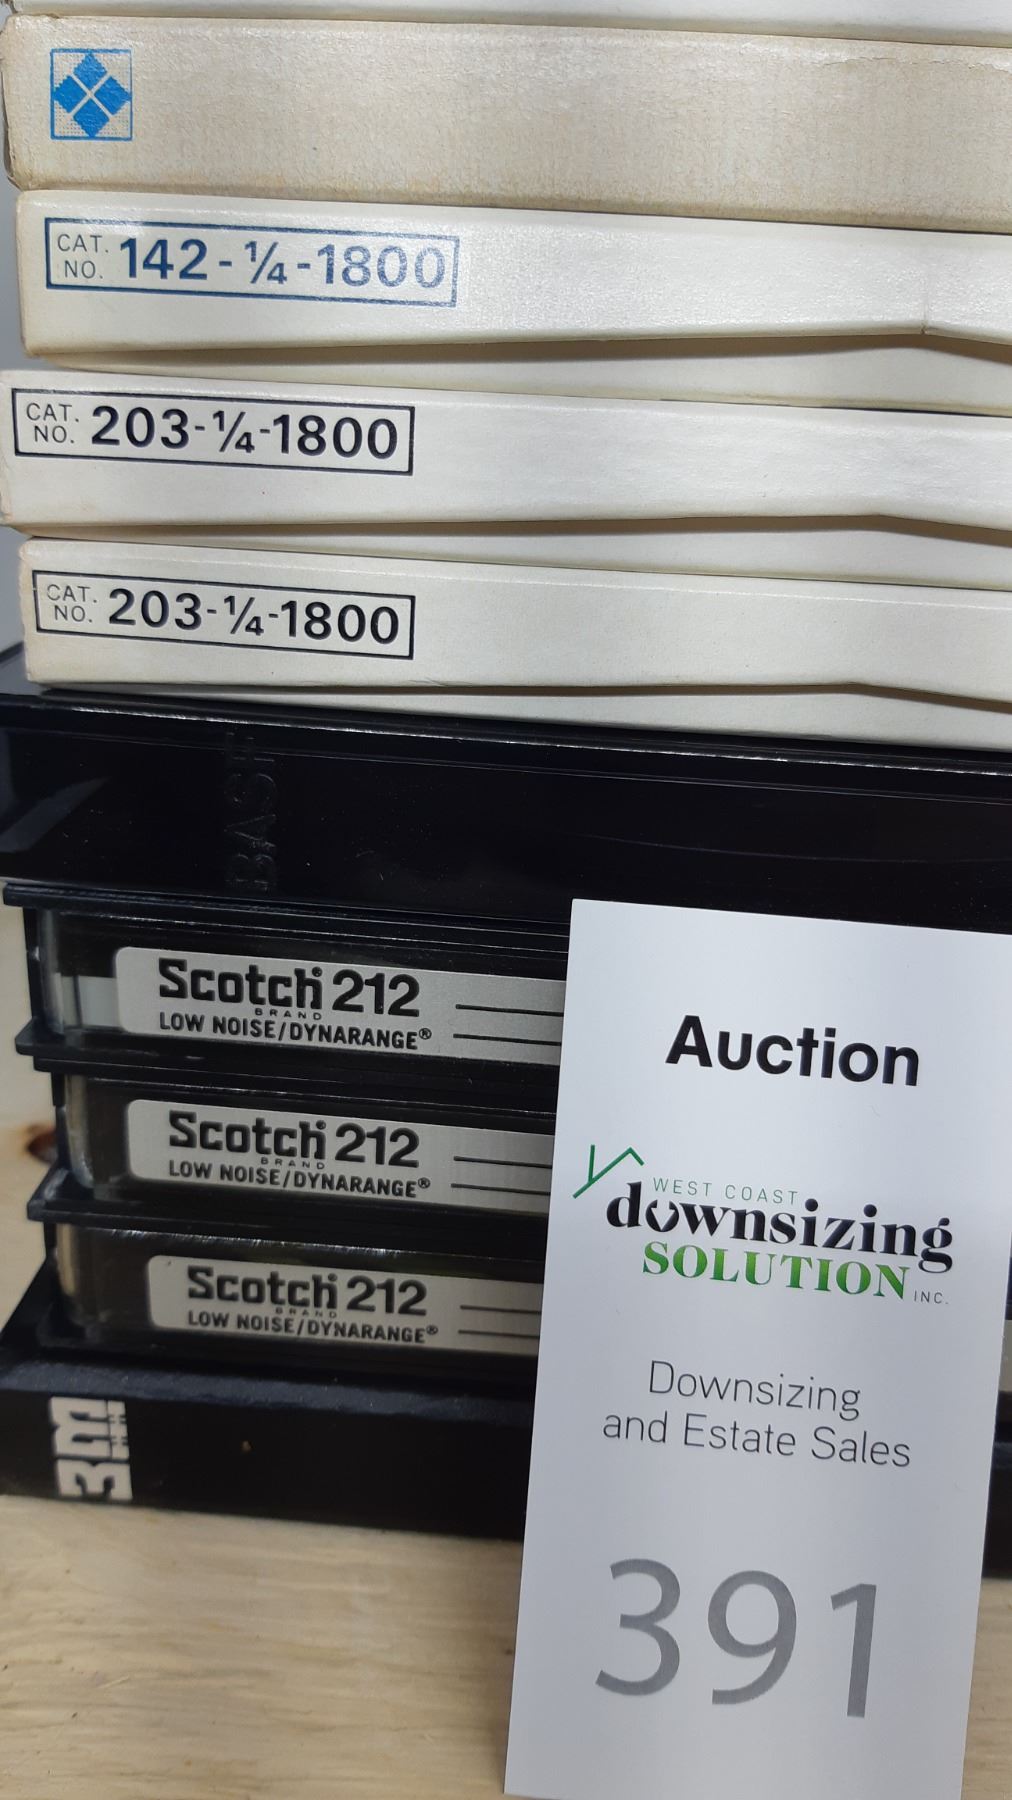 CAT. NO. 142-¼-1800
CAT. NO. 203-¼-1800
CAT. NO. 203-¼-1800
BASF
Scotch 212
BRAND
LOW NOISE/DYNARANGE®
Scotch 212
BRAND
LOW NOISE/DYNARANGE®
Scotch 212
BRAND
LOW NOISE/DYNARANGE®
3M
Auction
WEST COAST
downsizing
SOLUTION INC.
Downsizing
and Estate Sales
391